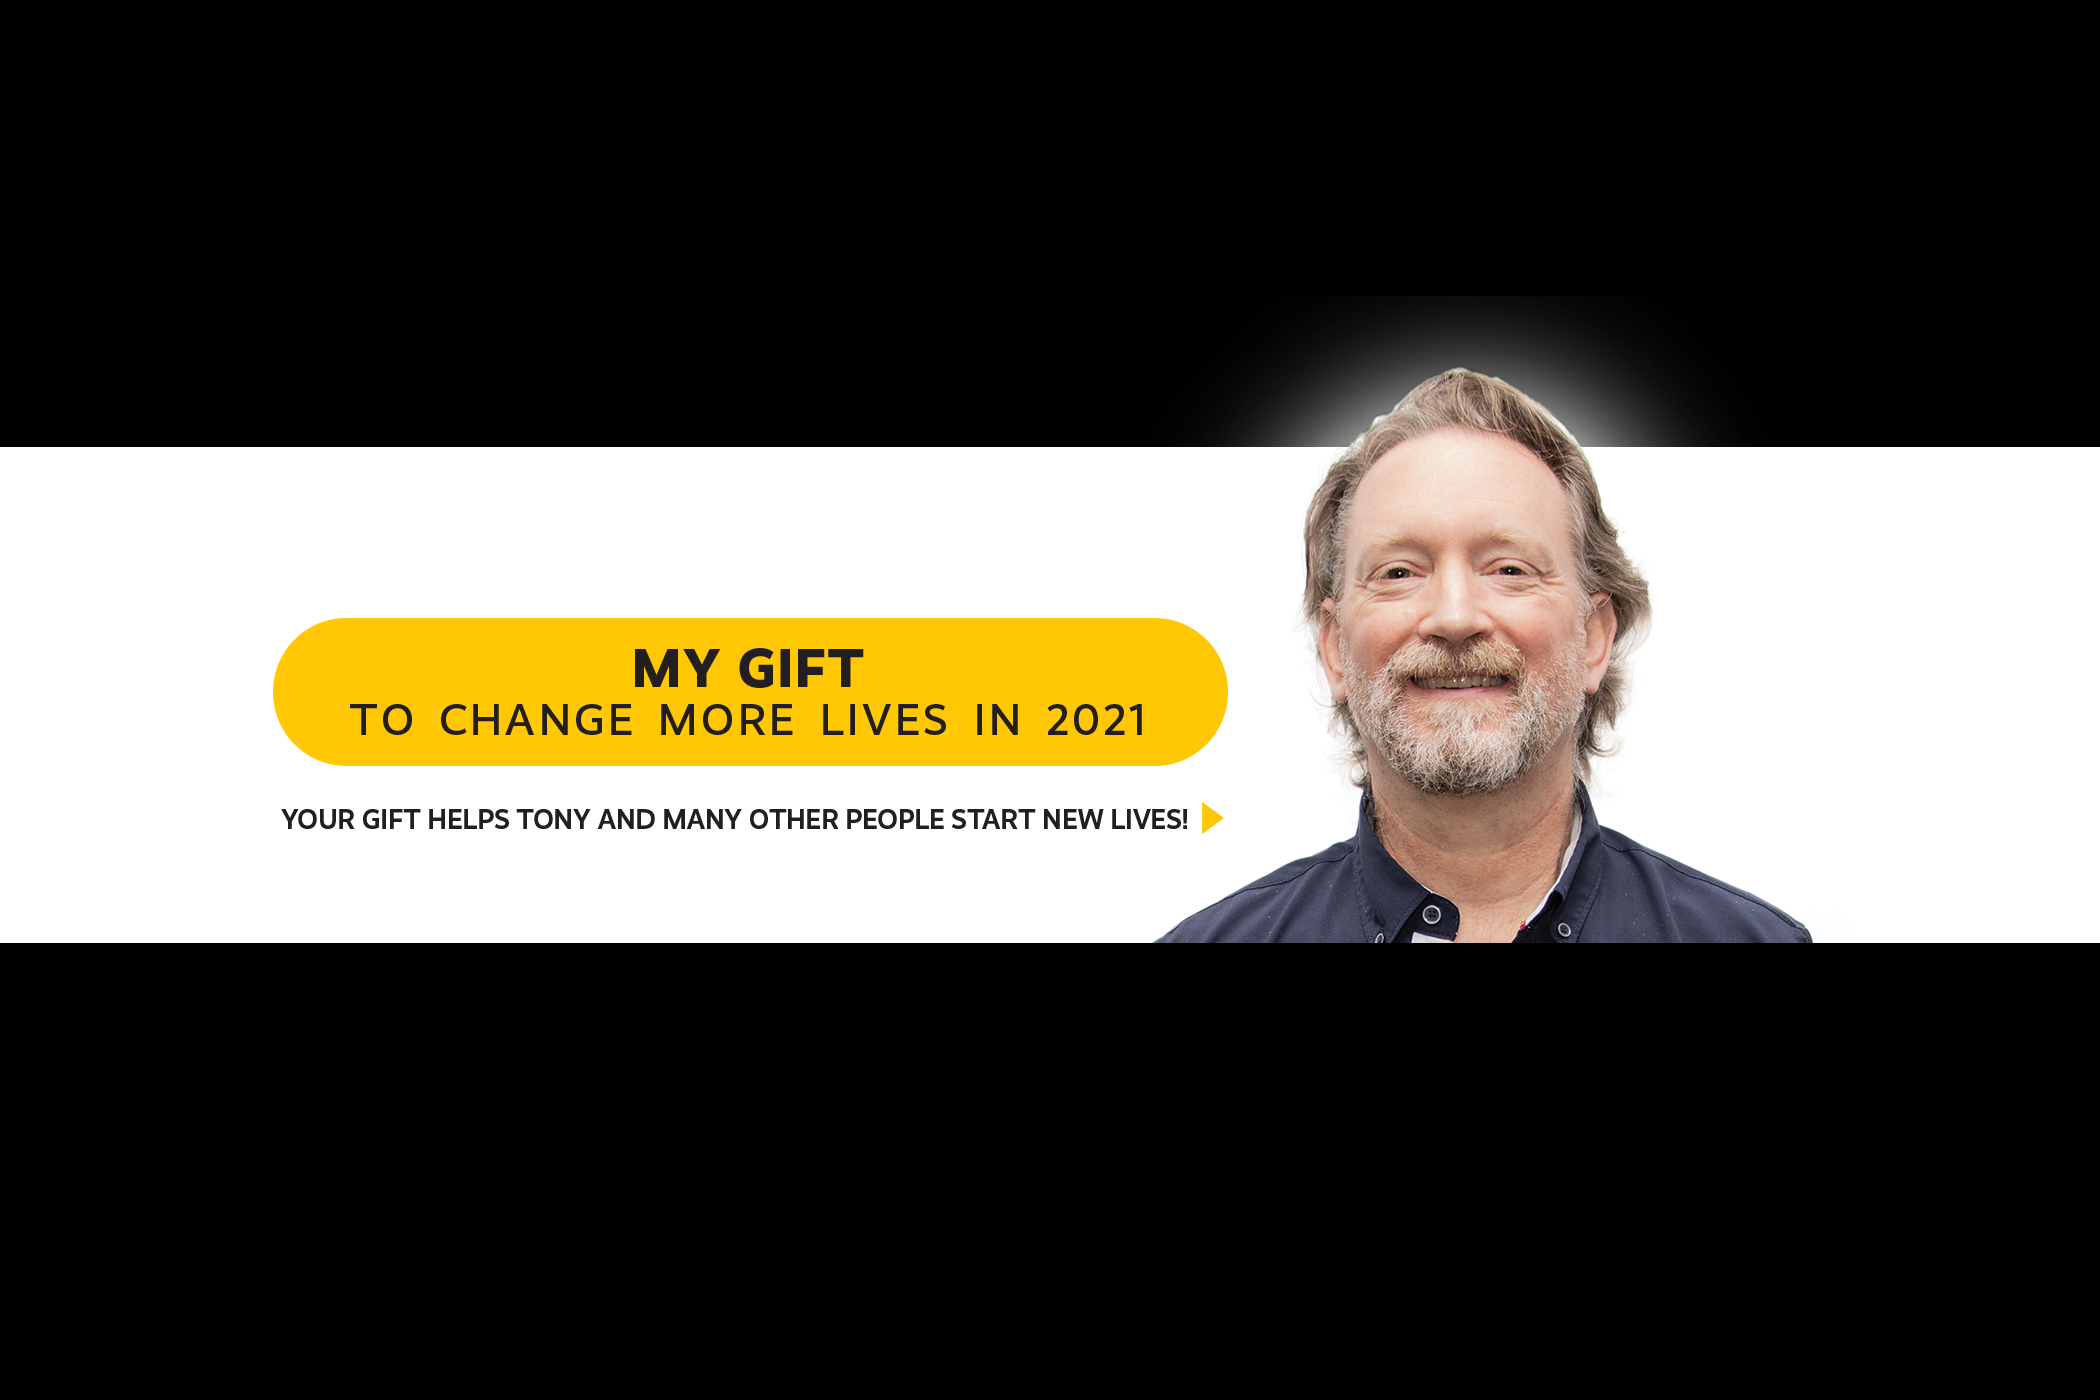 MY GIFT
TO CHANGE MORE LIVES IN 2021
YOUR GIFT HELPS TONY AND MANY OTHER PEOPLE START NEW LIVES!